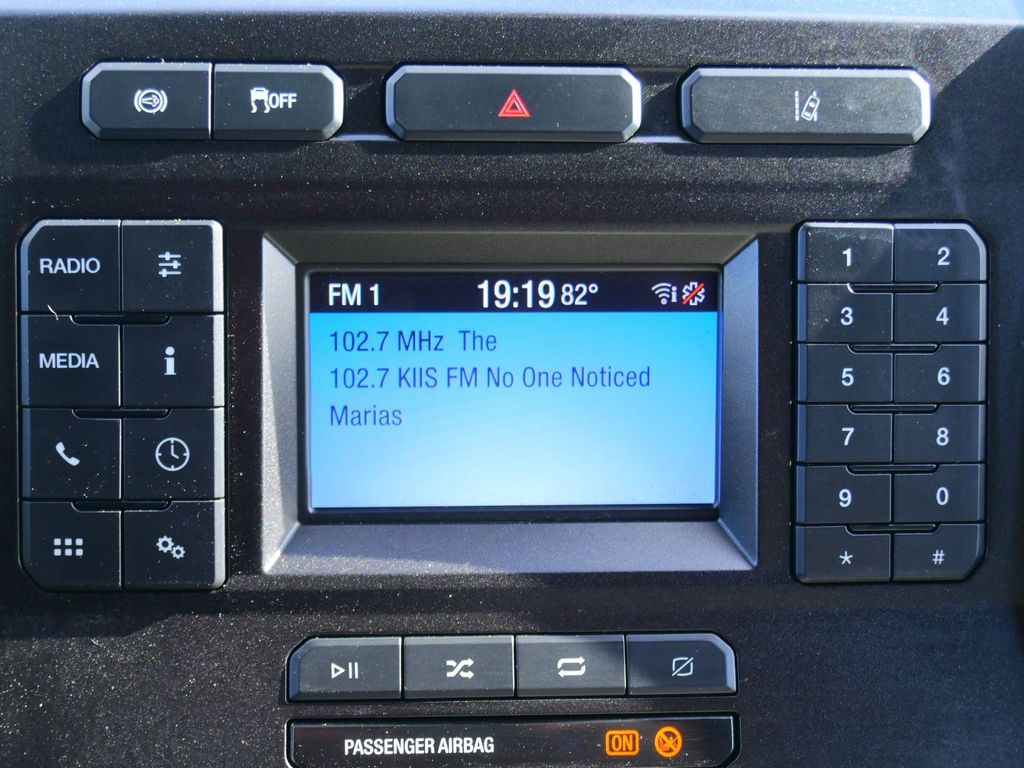 OFF
RADIO
MEDIA
FM 1 19:19 82°
102.7 MHz The
102.7 KIIS FM No One Noticed
Marias
1 2
3 4
5 6
7 8
9 0
* #
PASSENGER AIRBAG ON